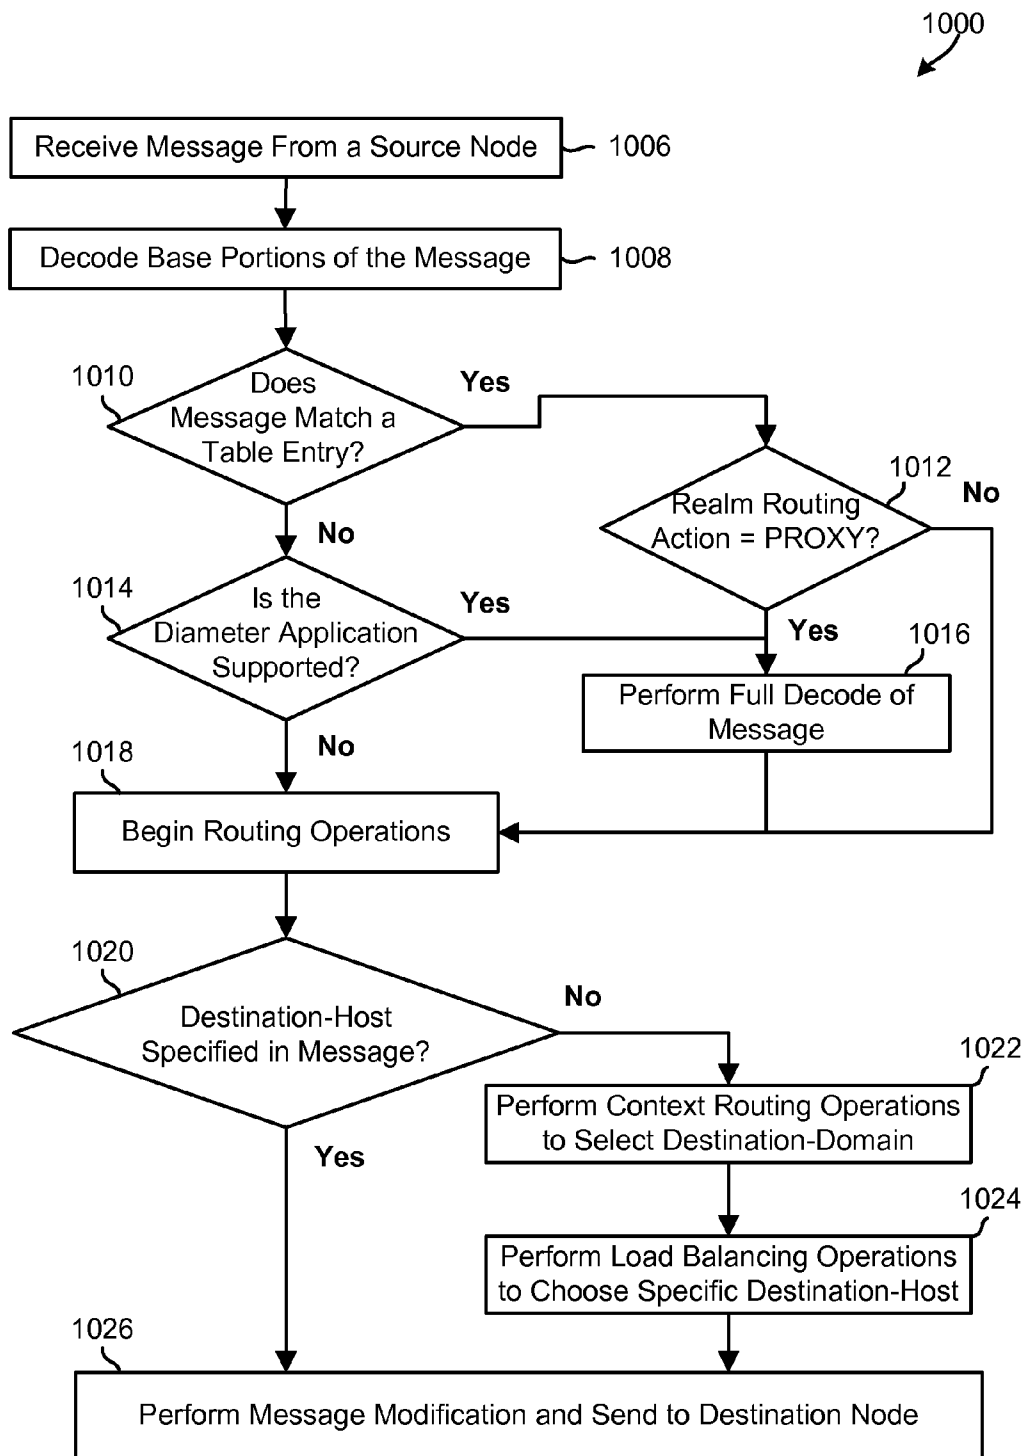 1000
Receive Message From a Source Node
1006
Decode Base Portions of the Message
1008
1010
Does
Message Match a
Table Entry?
Yes
No
1012
Realm Routing
Action = PROXY?
No
Yes
1014
Is the
Diameter Application
Supported?
Yes
No
1016
Perform Full Decode of
Message
1018
Begin Routing Operations
1020
Destination-Host
Specified in Message?
No
Yes
1022
Perform Context Routing Operations
to Select Destination-Domain
1024
Perform Load Balancing Operations
to Choose Specific Destination-Host
1026
Perform Message Modification and Send to Destination Node